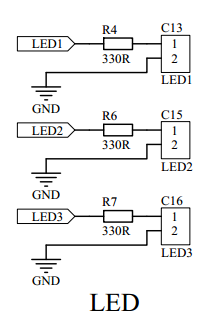 R4 C13
LED1 1
330R 2
GND LED1
R6 C15
LED2 1
330R 2
GND LED2
R7 C16
LED3 1
330R 2
GND LED3
LED